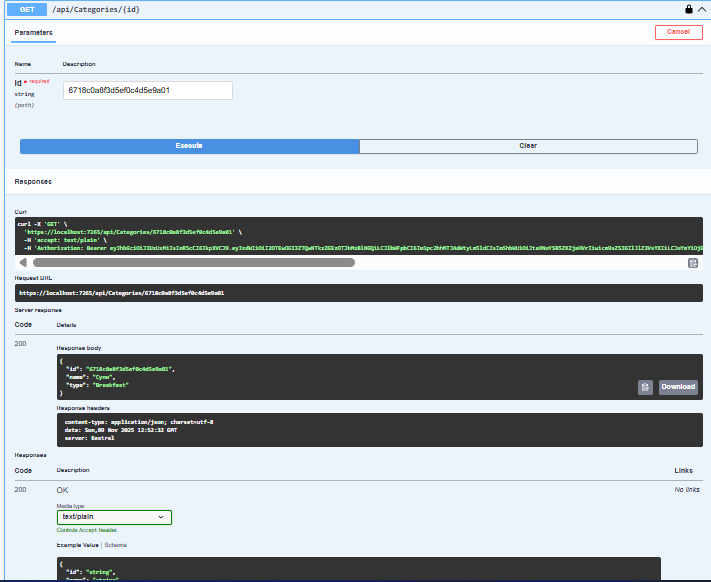 GET /api/Categories/{id}
Parameters
Cancel
Name Description
id * required
string
(path)
6718c0a8f3d5ef0c4d5e9a01
Execute
Clear
Responses
Curl
curl -X 'GET' \
'https://localhost:7265/api/Categories/6718c0a8f3d5ef0c4d5e9a01' \
-H 'accept: text/plain' \
-H 'Authorization: Bearer
Request URL
https://localhost:7265/api/Categories/6718c0a8f3d5ef0c4d5e9a01
Server response
Code Details
200
Response body
{
"id": "6718c0a8f3d5ef0c4d5e9a01",
"name": "Супи",
"type": "Breakfast"
}
Download
Response headers
content-type: application/json; charset=utf-8
date: Sun,09 Nov 2025 12:52:32 GMT
server: Kestrel
Responses
Code Description Links
200 OK No links
Media type
text/plain
Controls Accept header.
Example Value | Schema
{
"id": "string",
"name": "string",